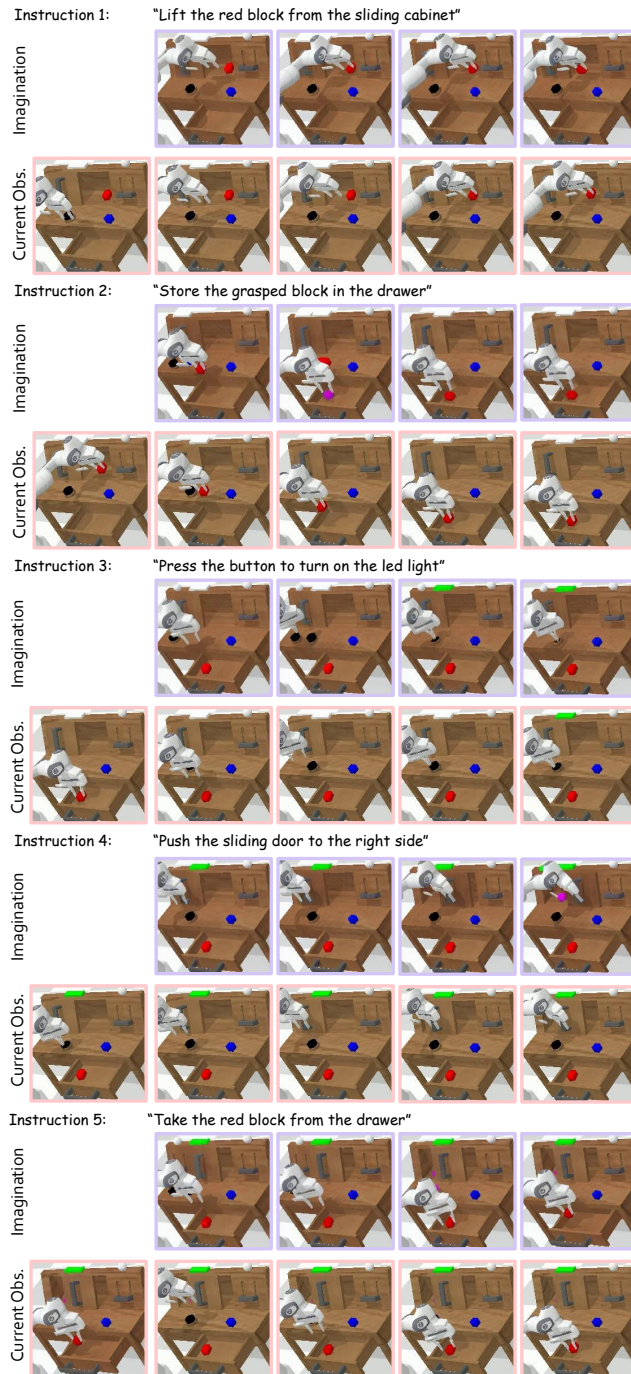 Instruction 1: “Lift the red block from the sliding cabinet”
Imagination
Current Obs.
Instruction 2: “Store the grasped block in the drawer”
Imagination
Current Obs.
Instruction 3: “Press the button to turn on the led light”
Imagination
Current Obs.
Instruction 4: “Push the sliding door to the right side”
Imagination
Current Obs.
Instruction 5: “Take the red block from the drawer”
Imagination
Current Obs.